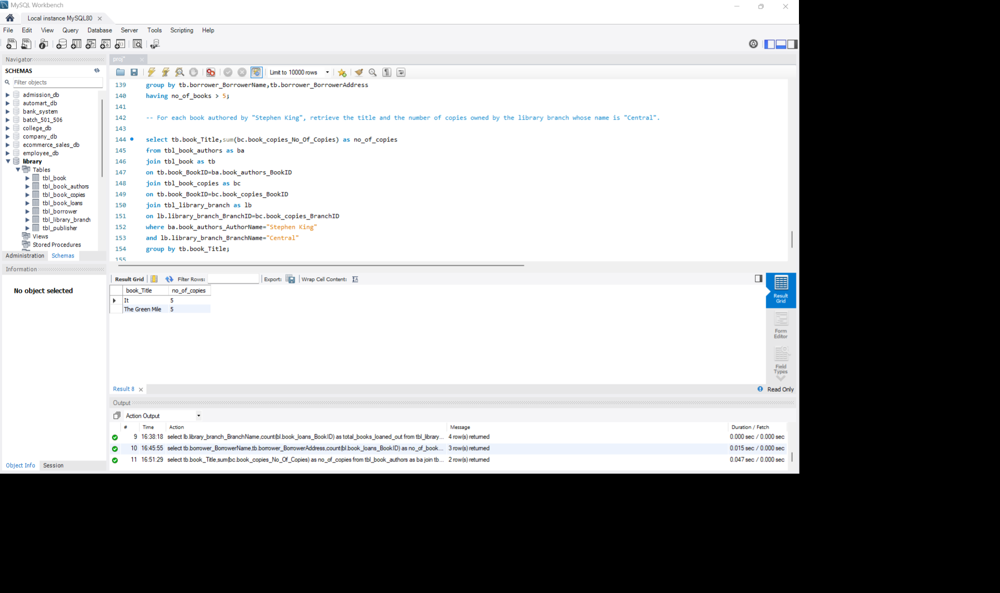 MySQL Workbench
Local instance MySQL80
File Edit View Query Database Server Tools Scripting Help
Navigator
SCHEMAS
Filter objects
admission_db
automart_db
bank_system
batch_501_506
college_db
company_db
ecommerce_sales_db
employee_db
library
Tables
tbl_book
tbl_book_authors
tbl_book_copies
tbl_book_loans
tbl_borrower
tbl_library_branch
tbl_publisher
Views
Stored Procedures
Administration Schemas
Information
No object selected
Object Info Session
proj*
Limit to 10000 rows
139 group by tb.borrower_BorrowerName,tb.borrower_BorrowerAddress
140 having no_of_books > 5;
141
142 -- For each book authored by "Stephen King", retrieve the title and the number of copies owned by the library branch whose name is "Central".
143
144 select tb.book_Title,sum(bc.book_copies_No_Of_Copies) as no_of_copies
145 from tbl_book_authors as ba
146 join tbl_book as tb
147 on tb.book_BookID=ba.book_authors_BookID
148 join tbl_book_copies as bc
149 on tb.book_BookID=bc.book_copies_BookID
150 join tbl_library_branch as lb
151 on lb.library_branch_BranchID=bc.book_copies_BranchID
152 where ba.book_authors_AuthorName="Stephen King"
153 and lb.library_branch_BranchName="Central"
154 group by tb.book_Title;
155
Result Grid Filter Rows: Export: Wrap Cell Content:
book_Title no_of_copies
It 5
The Green Mile 5
Result Grid
Form Editor
Field Types
Result 8
Read Only
Output
Action Output
# Time Action Message Duration / Fetch
9 16:38:18 select lb.library_branch_BranchName,count(bl.book_loans_BookID) as total_books_loaned_out from tbl_library... 4 row(s) returned 0.000 sec / 0.000 sec
10 16:45:55 select tb.borrower_BorrowerName,tb.borrower_BorrowerAddress,count(bl.book_loans_BookID) as no_of_book... 3 row(s) returned 0.015 sec / 0.000 sec
11 16:51:29 select tb.book_Title,sum(bc.book_copies_No_Of_Copies) as no_of_copies from tbl_book_authors as ba join tb... 2 row(s) returned 0.047 sec / 0.000 sec